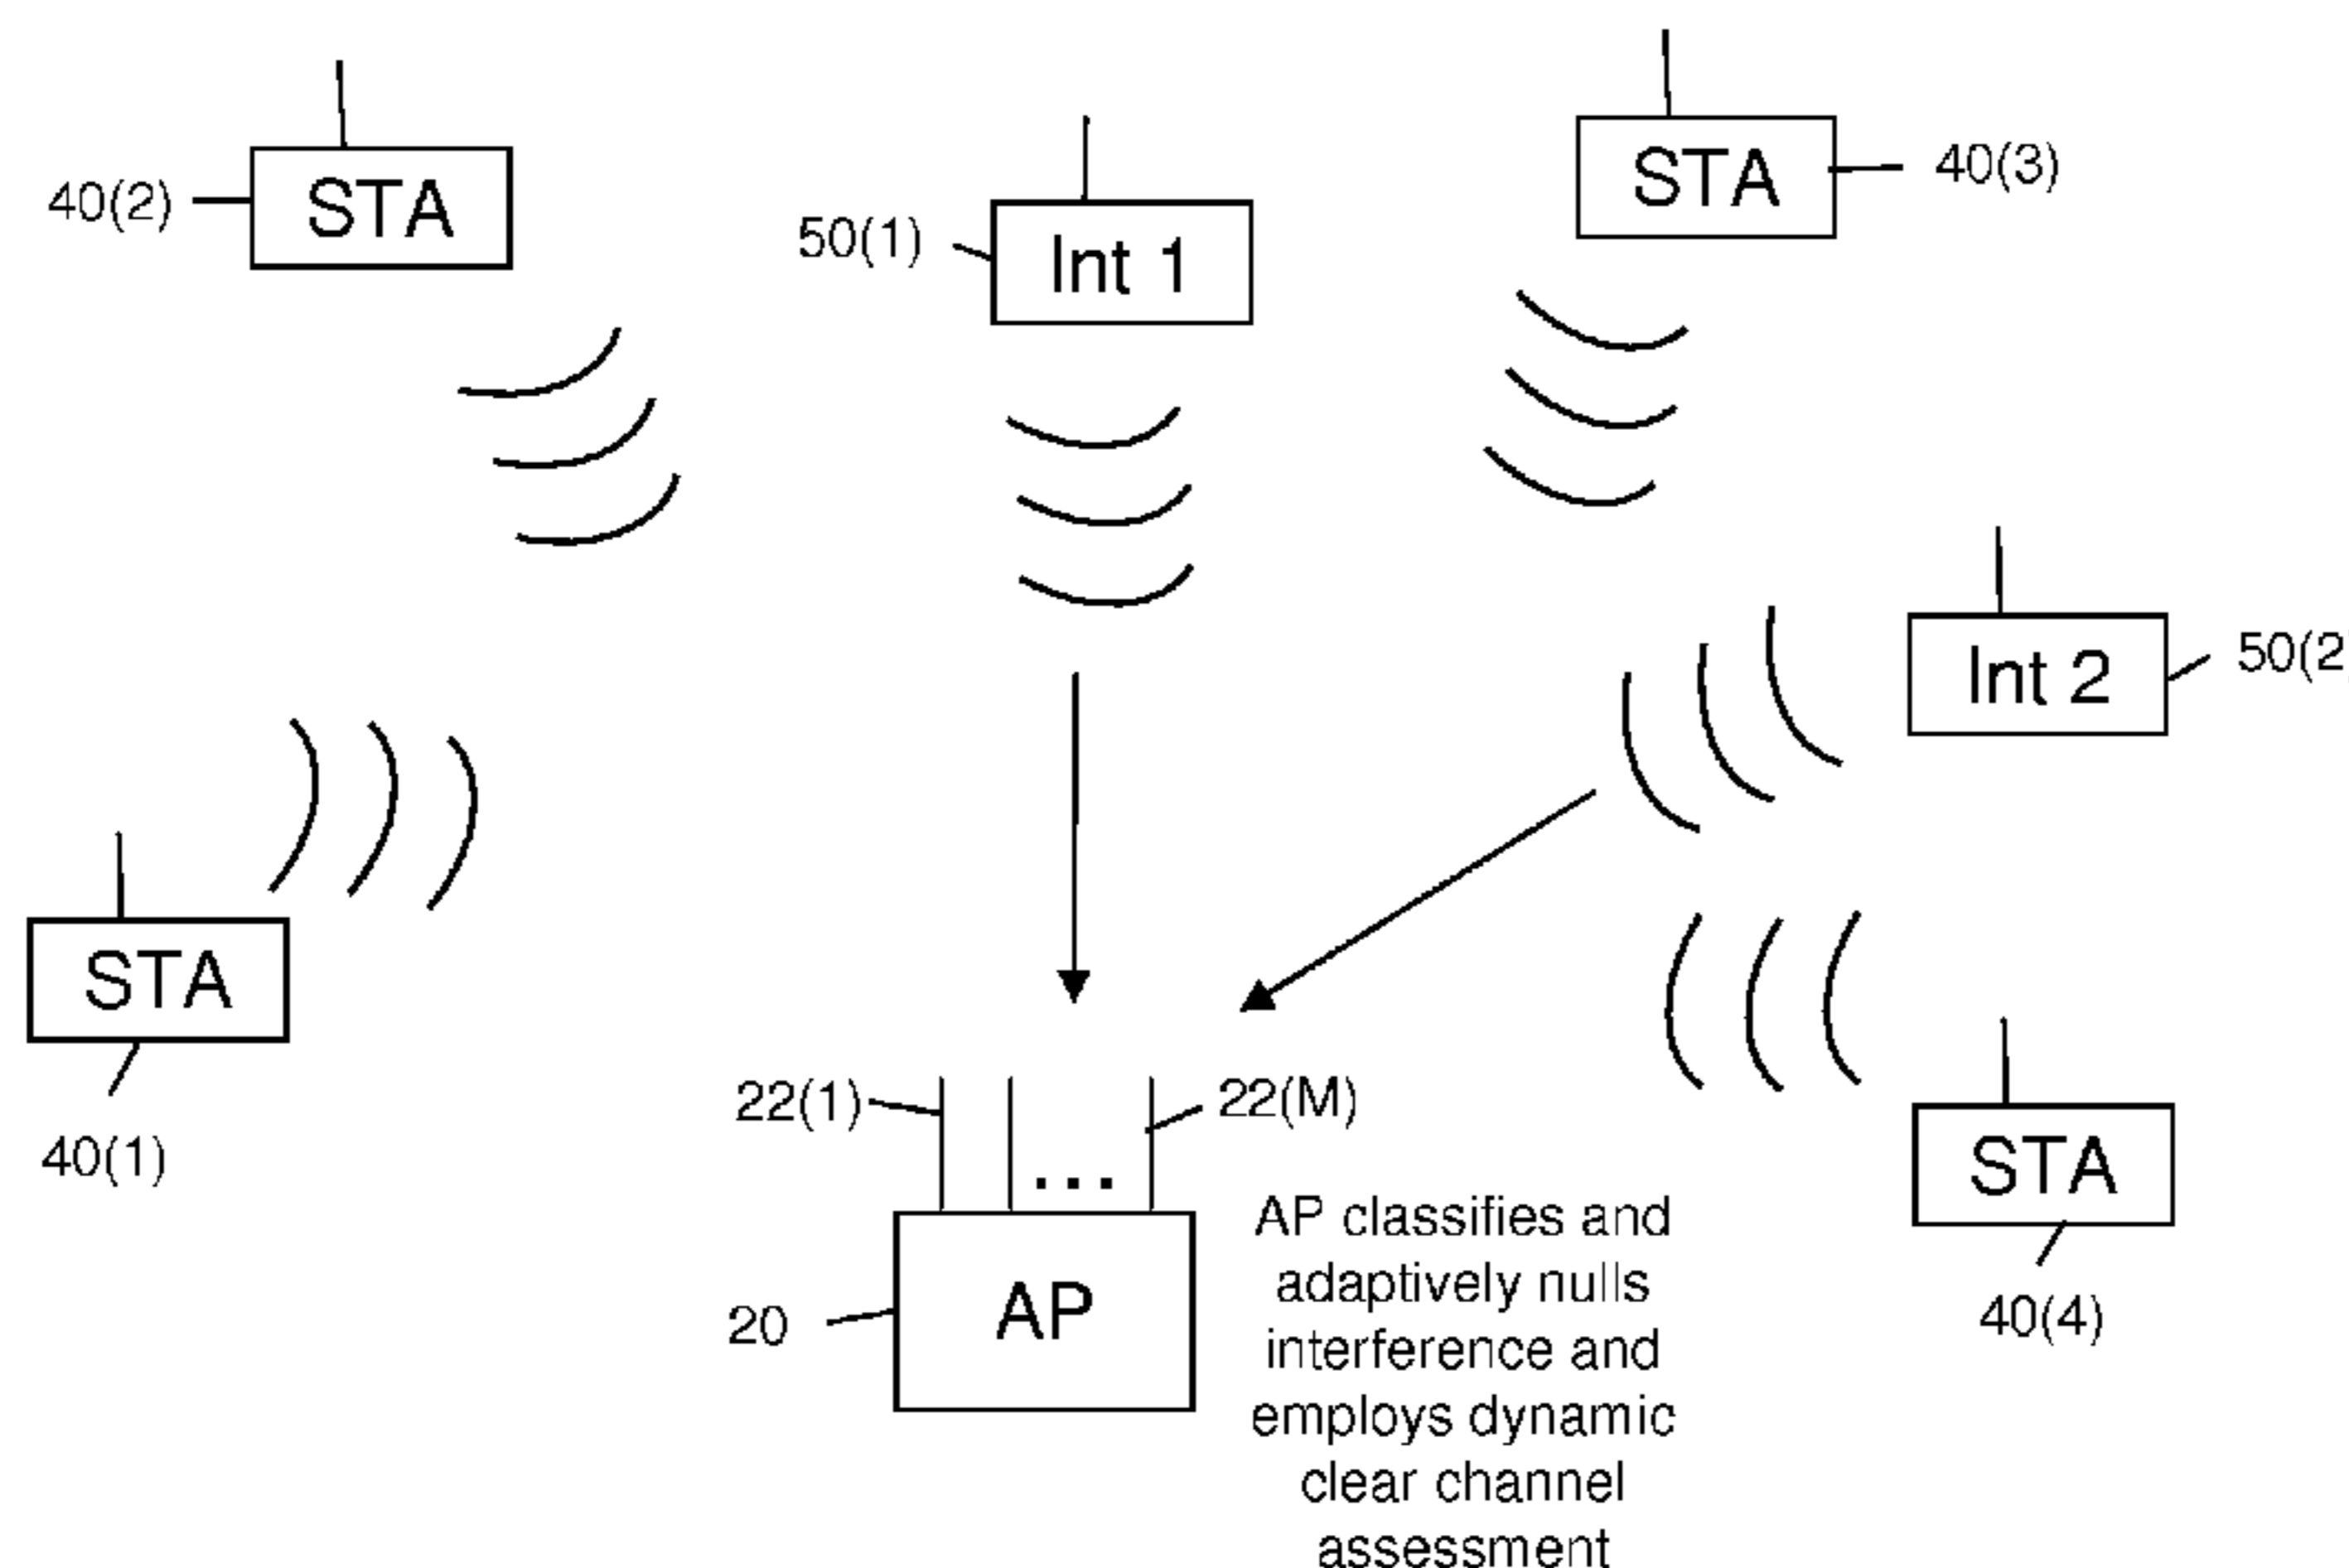 STA
40(3)
40(2)
STA
50(1)
Int 1
Int 2
50(2
STA
40(1)
22(1)
22(M)
...
STA
40(4)
AP
20
AP classifies and
adaptively nulls
interference and
employs dynamic
clear channel
assessment